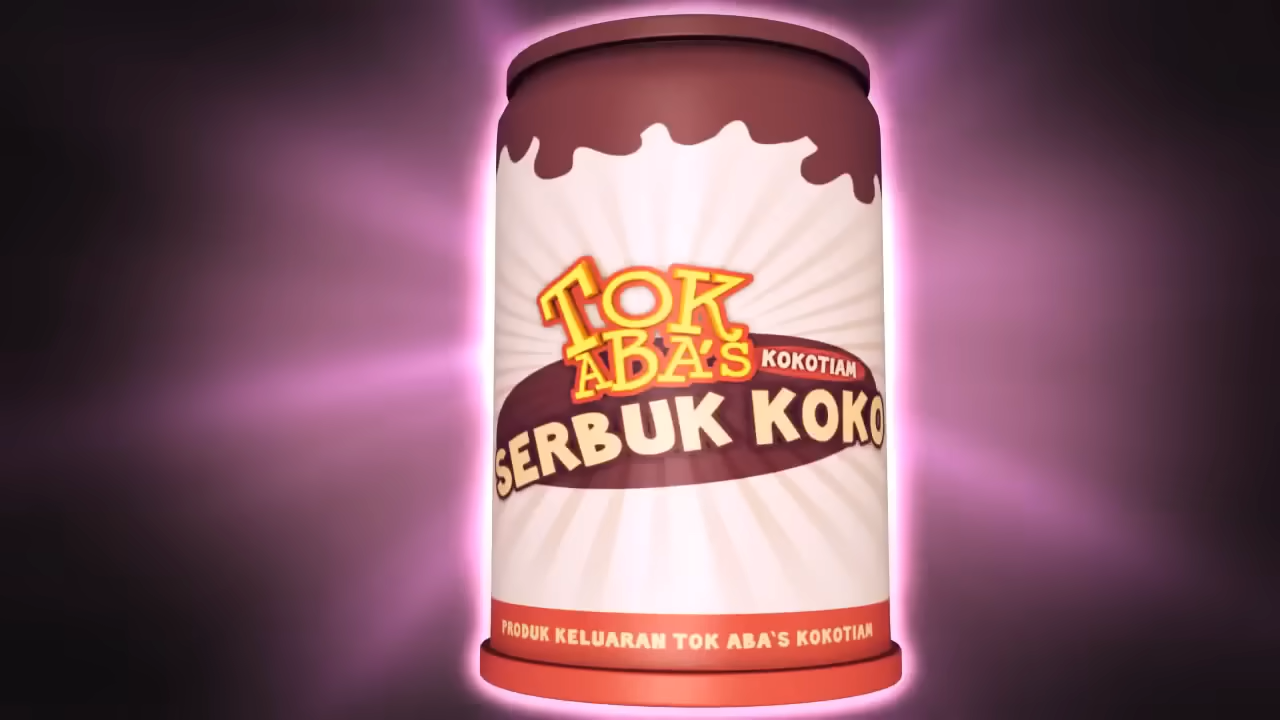 TOK
ABA'S KOKOTIAM
SERBUK KOKO
PRODUK KELUARAN TOK ABA'S KOKOTIAM